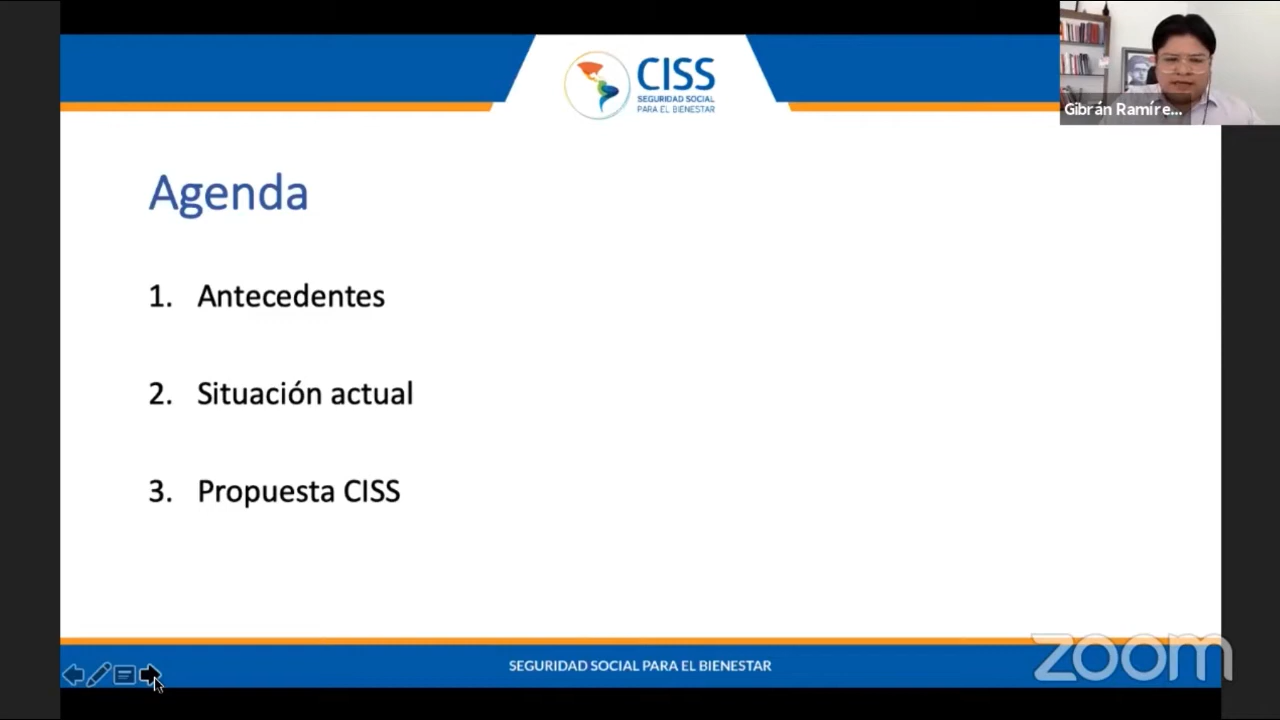 CISS
SEGURIDAD SOCIAL
PARA EL BIENESTAR
Gibrán Ramíre...
Agenda
1. Antecedentes
2. Situación actual
3. Propuesta CISS
SEGURIDAD SOCIAL PARA EL BIENESTAR
zoom